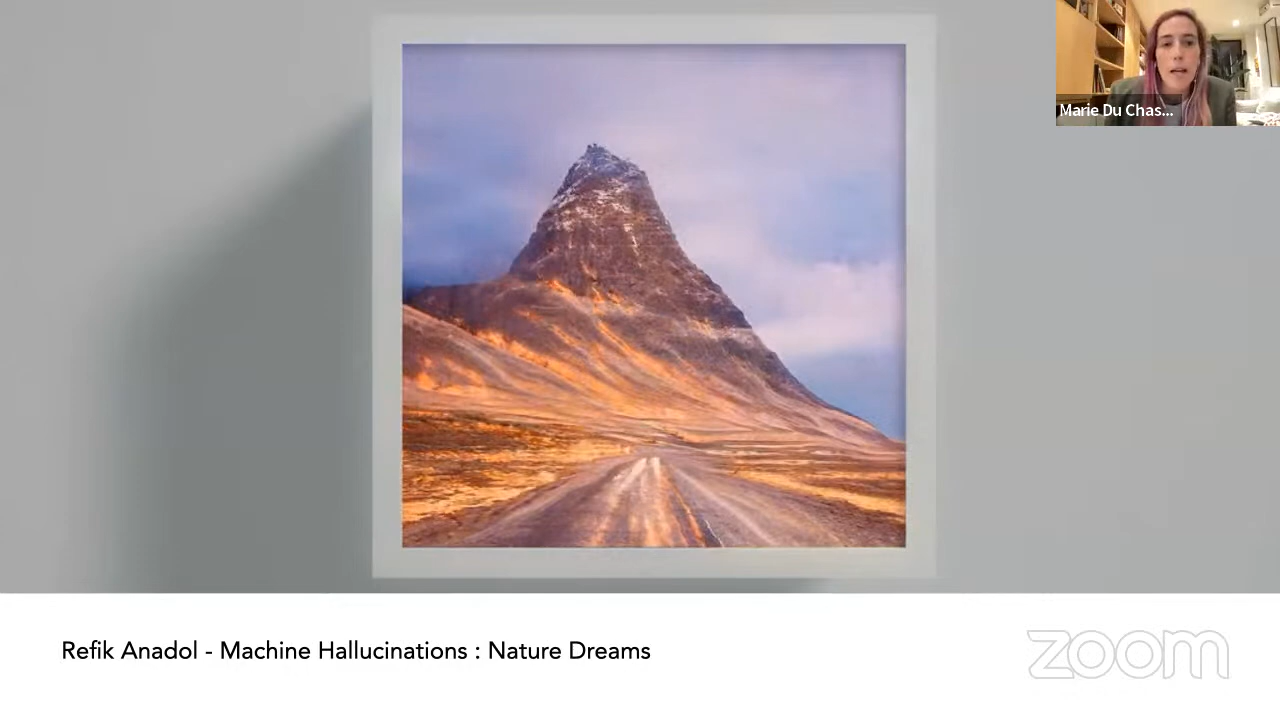 Marie Du Chas...
Refik Anadol - Machine Hallucinations : Nature Dreams
zoom